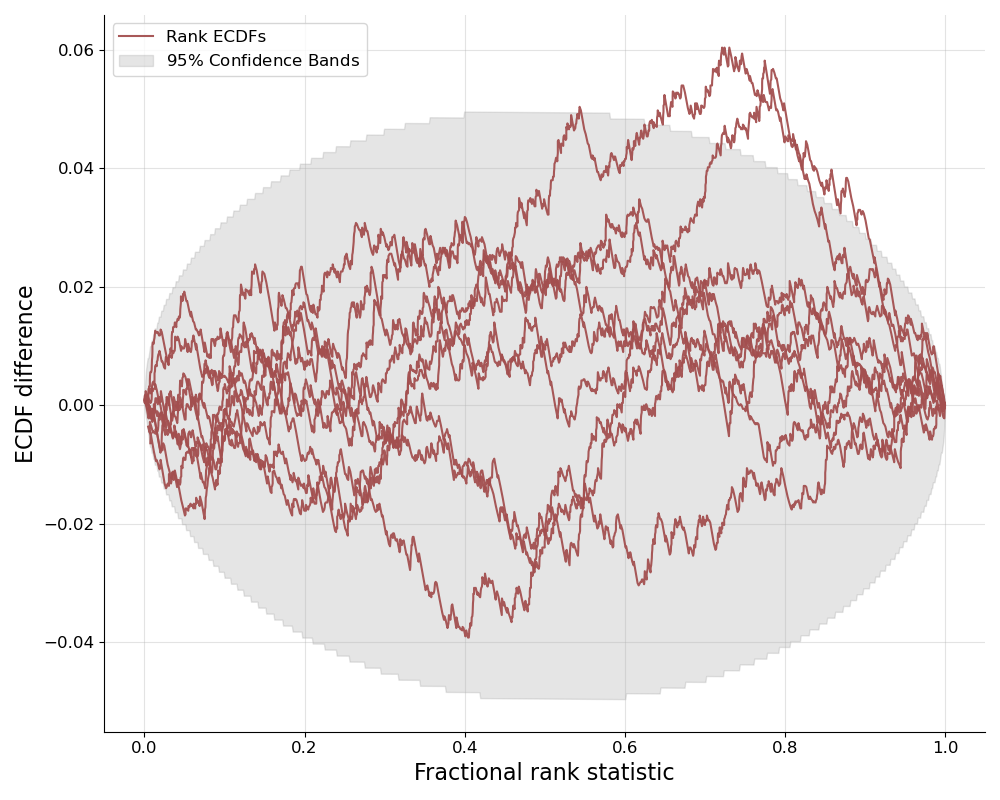 Rank ECDFs
95% Confidence Bands
ECDF difference
0.06
0.04
0.02
0.00
−0.02
−0.04
0.0 0.2 0.4 0.6 0.8 1.0
Fractional rank statistic